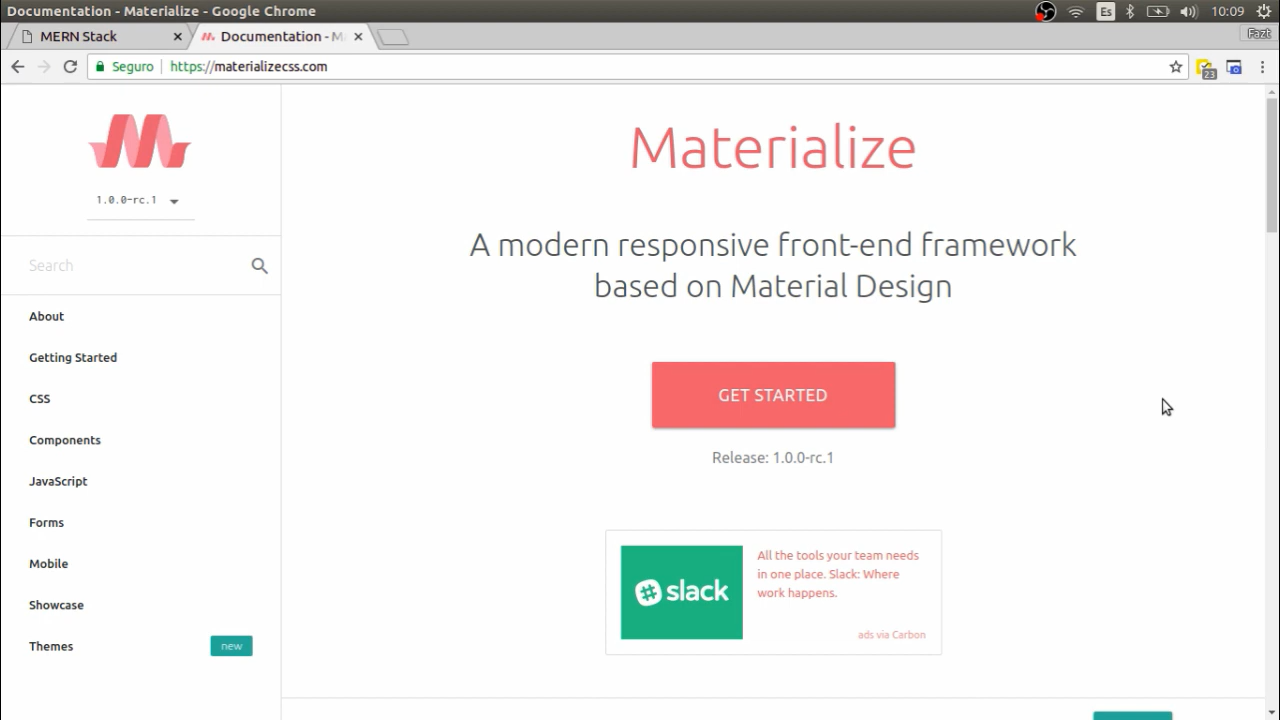 Documentation - Materialize - Google Chrome
Es
10:09
MERN Stack
Documentation - M
Fazt
Seguro
https://materializecss.com
23
1.0.0-rc.1
Search
About
Getting Started
CSS
Components
JavaScript
Forms
Mobile
Showcase
Themes
new
Materialize
A modern responsive front-end framework
based on Material Design
GET STARTED
Release: 1.0.0-rc.1
slack
All the tools your team needs
in one place. Slack: Where
work happens.
ads via Carbon